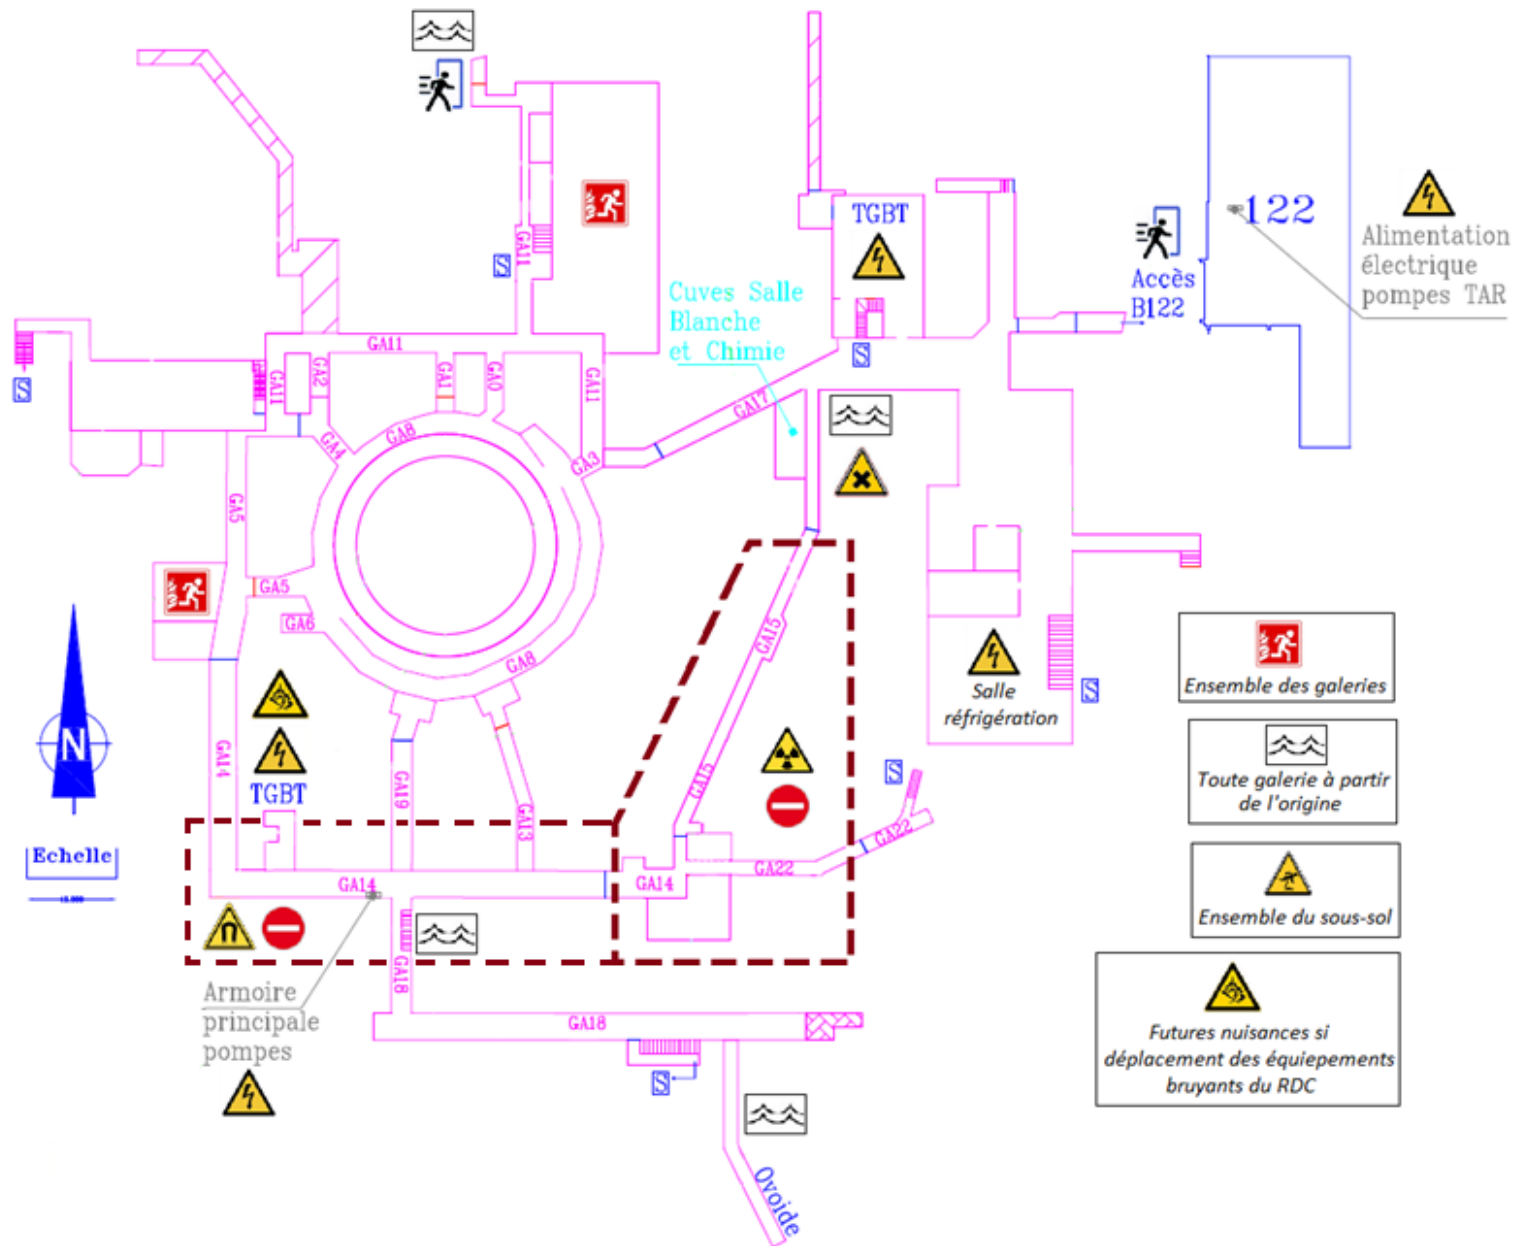 TGBT
122
Alimentation
électrique
pompes TAR
Accès
B122
S
GA11
Cuves Salle
Blanche
et Chimie
S
S
GA11
GA11
GA2
GA1
GA0
GA11
GA17
GA4
GA8
GA3
GA5
GA5
GA6
GA8
GA15
Salle
réfrigération
S
Ensemble des galeries
N
GA14
TGBT
GA19
GA13
GA15
S
Toute galerie à partir
de l'origine
Echelle
GA22
GA22
GA14
GA14
Ensemble du sous-sol
GA18
Armoire
principale
pompes
GA18
S
Futures nuisances si
déplacement des équiepements
bruyants du RDC
Ovoide